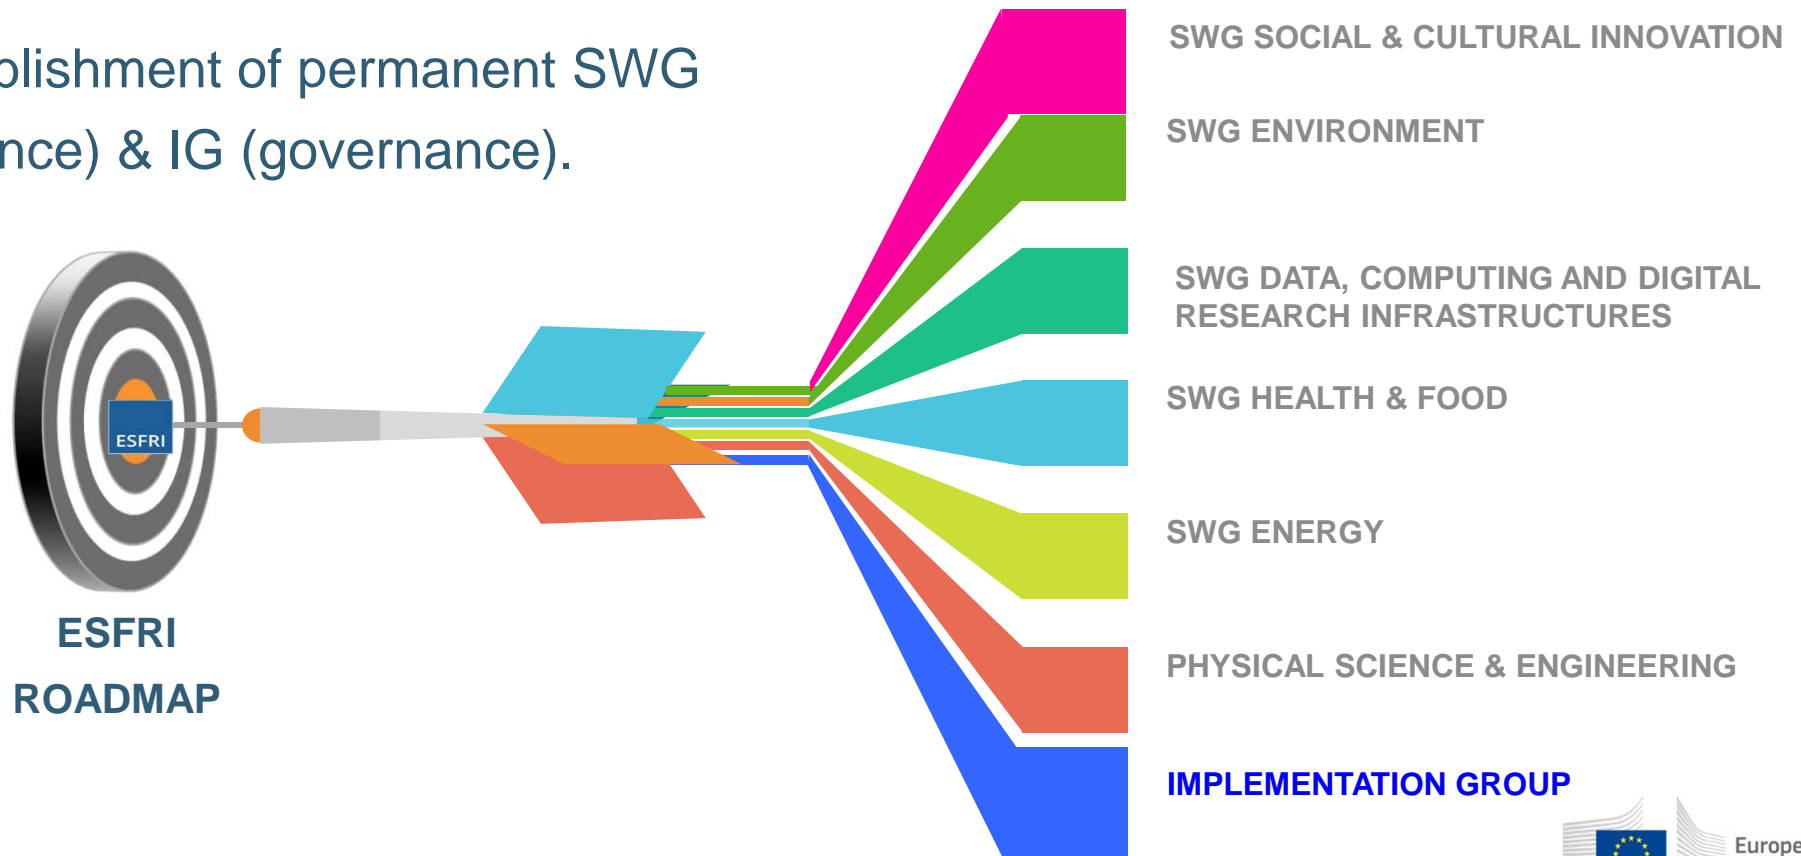 blishment of permanent SWG
nce) & IG (governance).
SWG SOCIAL & CULTURAL INNOVATION
SWG ENVIRONMENT
SWG DATA, COMPUTING AND DIGITAL
RESEARCH INFRASTRUCTURES
SWG HEALTH & FOOD
SWG ENERGY
PHYSICAL SCIENCE & ENGINEERING
IMPLEMENTATION GROUP
ESFRI
ESFRI
ROADMAP
Europe